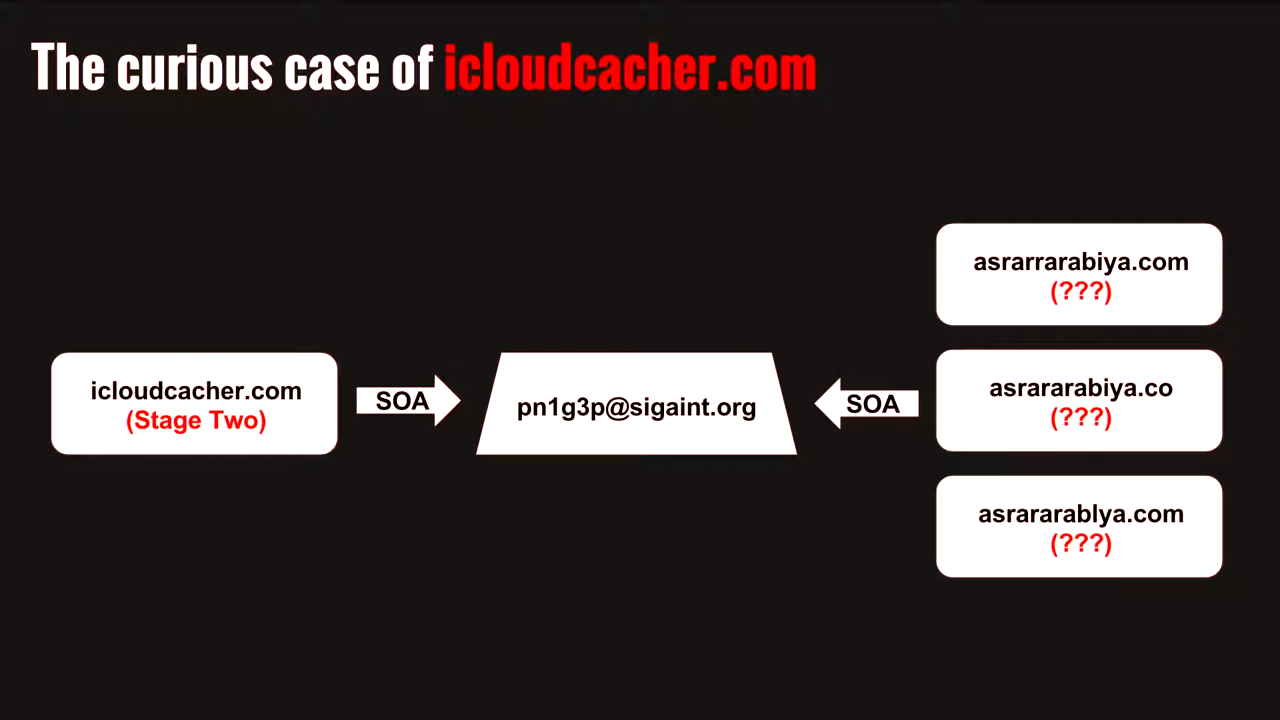 The curious case of icloudcacher.com
asrarrarabiya.com
(???)
icloudcacher.com
(Stage Two)
SOA
pn1g3p@sigaint.org
SOA
asrararabiya.co
(???)
asrararablya.com
(???)